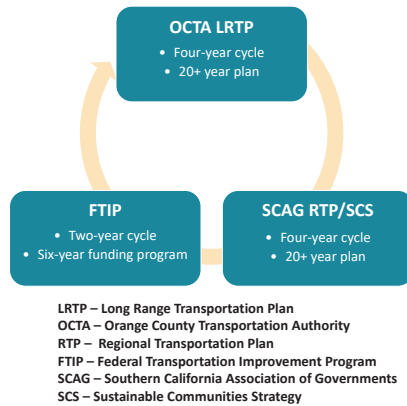 OCTA LRTP
• Four-year cycle
• 20+ year plan
FTIP
• Two-year cycle
• Six-year funding program
SCAG RTP/SCS
• Four-year cycle
• 20+ year plan
LRTP – Long Range Transportation Plan
OCTA – Orange County Transportation Authority
RTP – Regional Transportation Plan
FTIP – Federal Transportation Improvement Program
SCAG – Southern California Association of Governments
SCS – Sustainable Communities Strategy